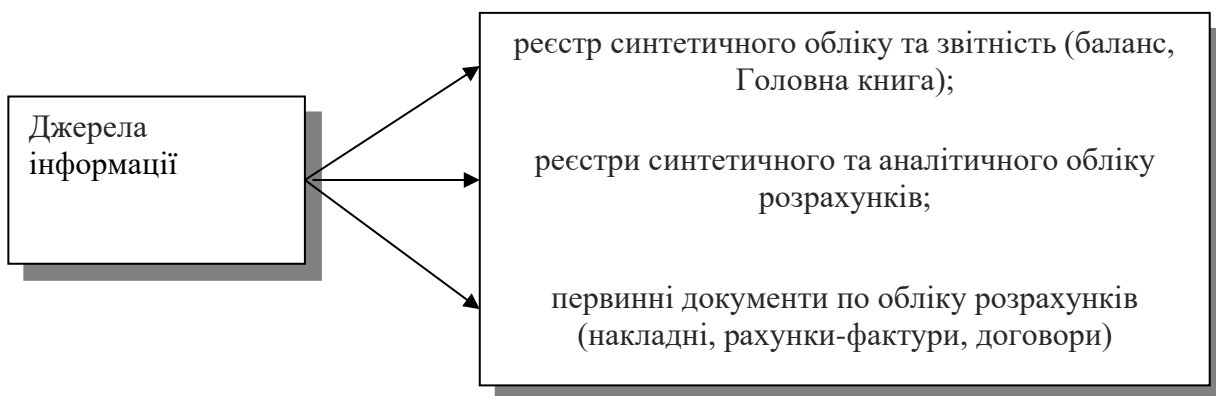 Джерела
інформації
реєстр синтетичного обліку та звітність (баланс,
Головна книга);
реєстри синтетичного та аналітичного обліку
розрахунків;
первинні документи по обліку розрахунків
(накладні, рахунки-фактури, договори)